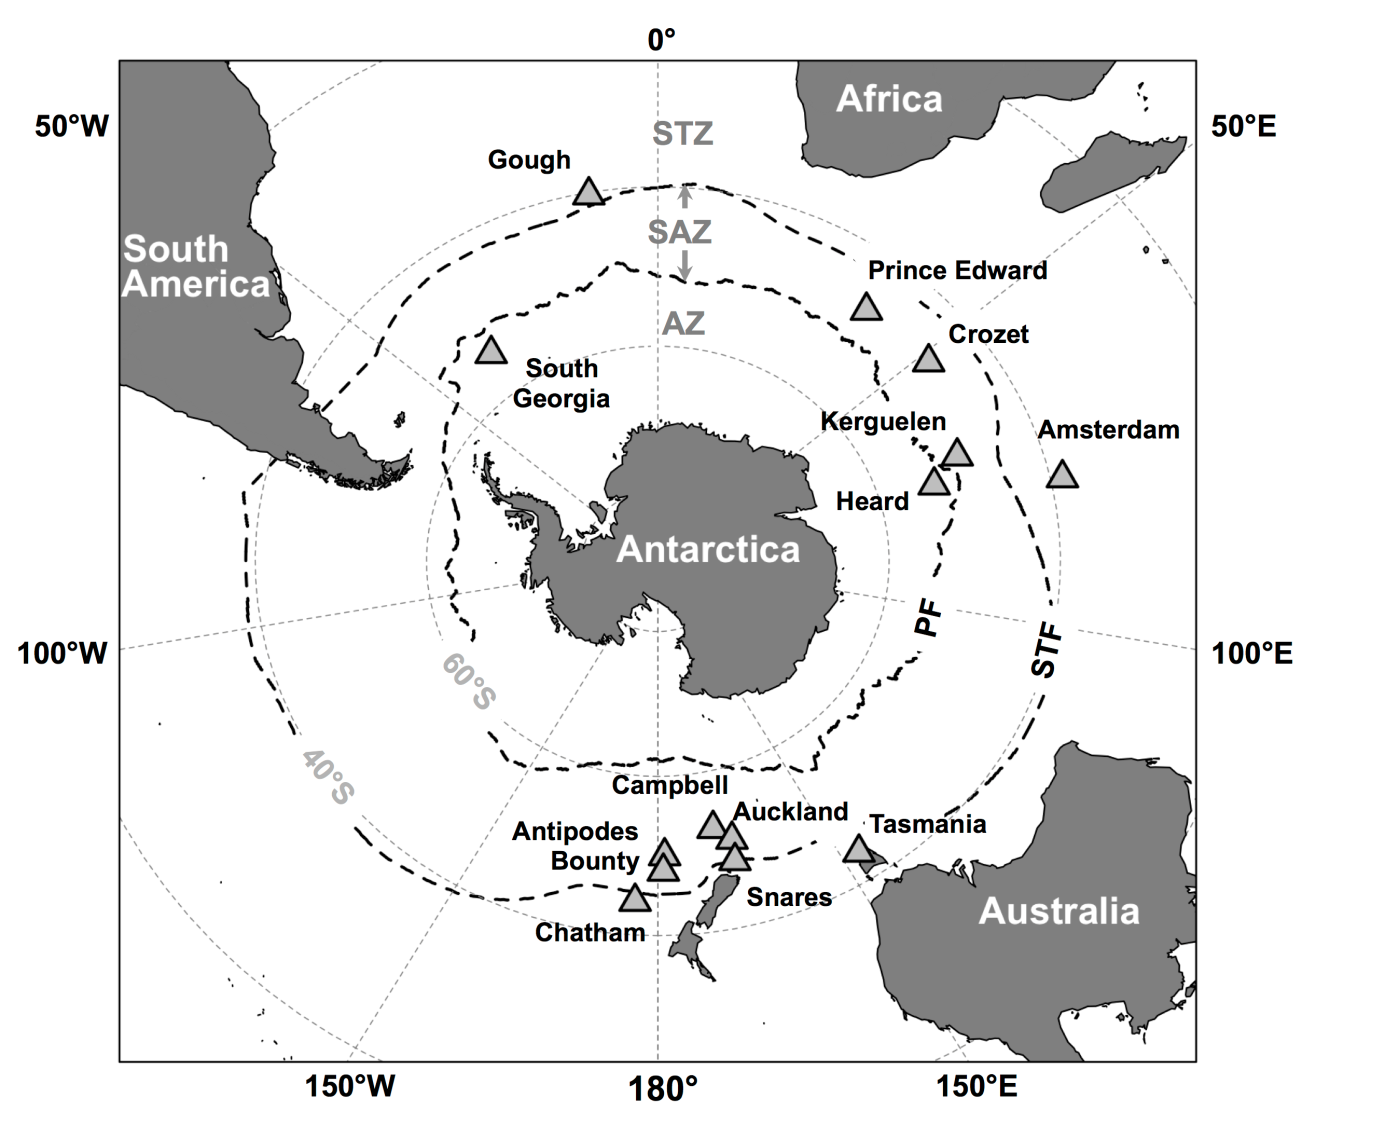 0°
50°W
50°E
Africa
STZ
Gough
SAZ
South
America
Prince Edward
AZ
Crozet
South
Georgia
Kerguelen
Amsterdam
Heard
Antarctica
PF
STF
100°W
100°E
60°S
40°S
Campbell
Auckland
Antipodes
Tasmania
Bounty
Snares
Australia
Chatham
150°W
180°
150°E